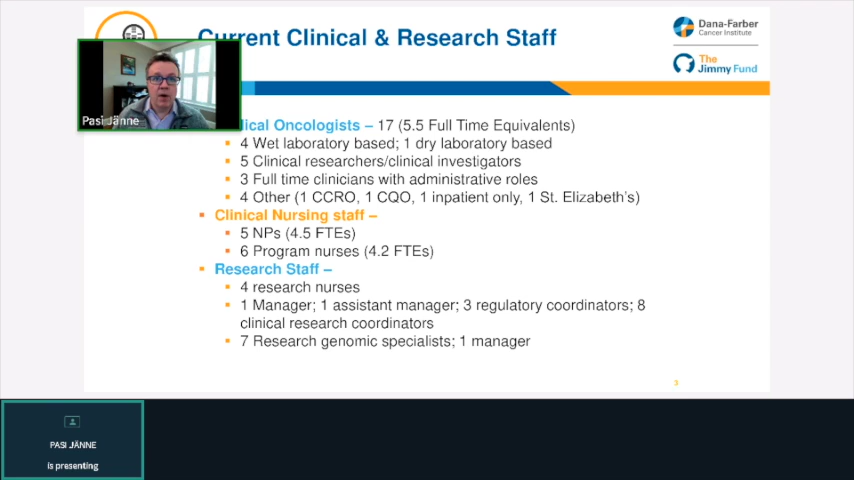 Current Clinical & Research Staff
Dana-Farber
Cancer Institute
The
Jimmy Fund
Pasi Jänne
dical Oncologists – 17 (5.5 Full Time Equivalents)
4 Wet laboratory based; 1 dry laboratory based
5 Clinical researchers/clinical investigators
3 Full time clinicians with administrative roles
4 Other (1 CCRO, 1 CQO, 1 inpatient only, 1 St. Elizabeth's)
Clinical Nursing staff –
5 NPs (4.5 FTEs)
6 Program nurses (4.2 FTEs)
Research Staff –
4 research nurses
1 Manager; 1 assistant manager; 3 regulatory coordinators; 8
clinical research coordinators
7 Research genomic specialists; 1 manager
3
PASI JÄNNE
is presenting